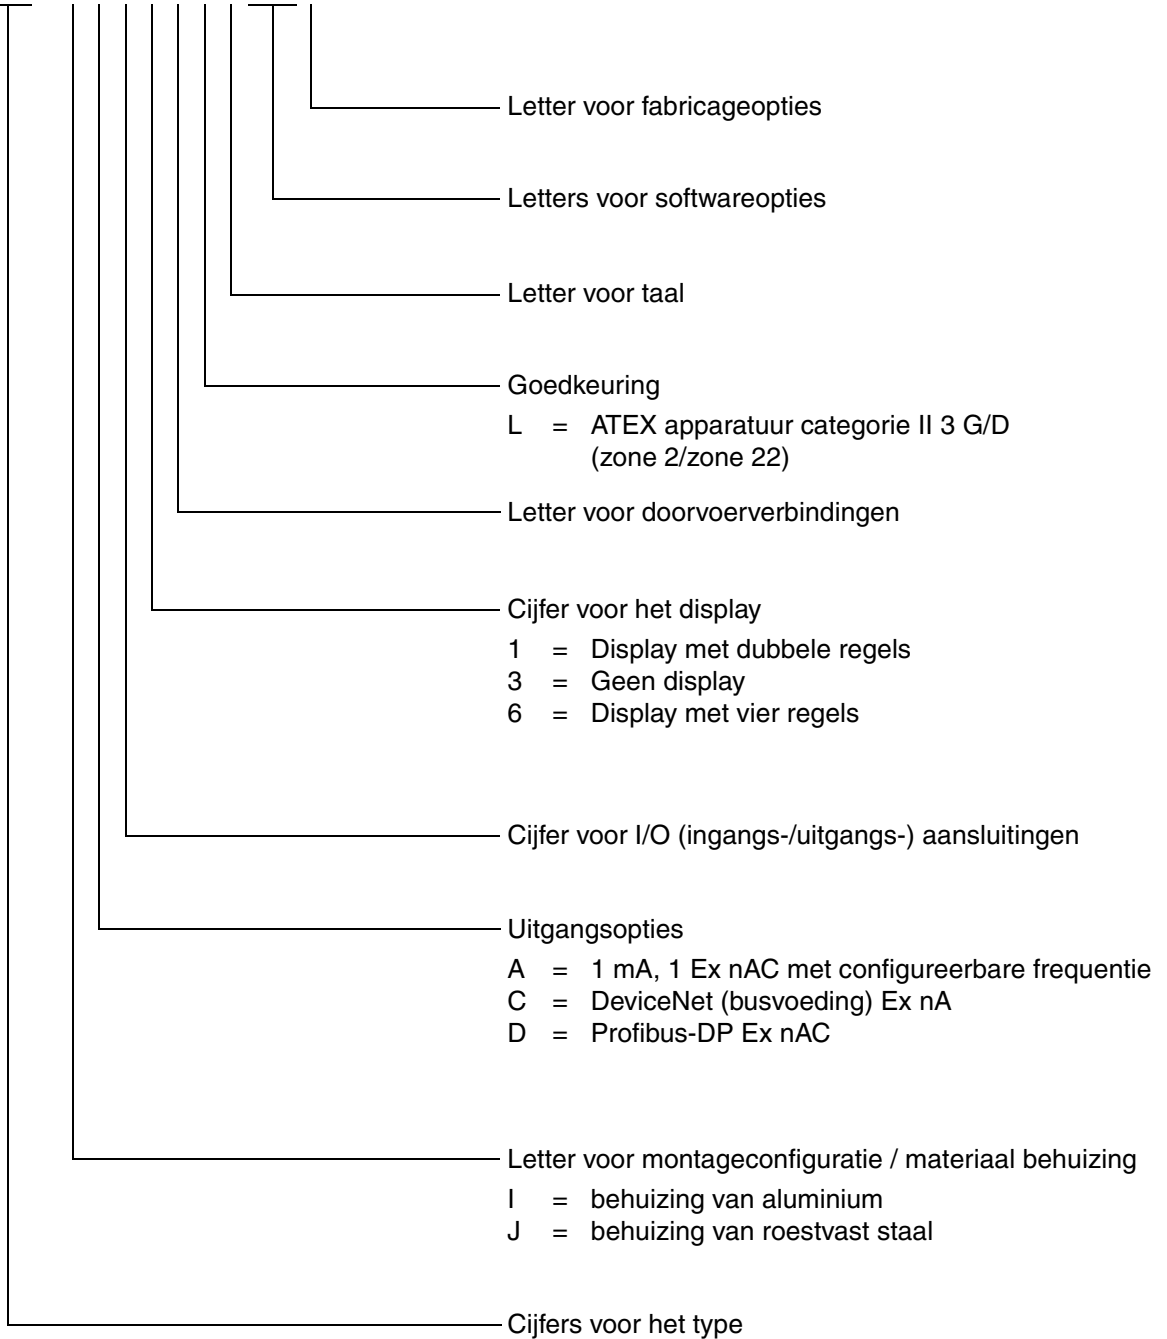 Letter voor fabricageopties
Letters voor softwareopties
Letter voor taal
Goedkeuring
L = ATEX apparatuur categorie II 3 G/D
(zone 2/zone 22)
Letter voor doorvoerverbindingen
Cijfer voor het display
1 = Display met dubbele regels
3 = Geen display
6 = Display met vier regels
Cijfer voor I/O (ingangs-/uitgangs-) aansluitingen
Uitgangsopties
A = 1 mA, 1 Ex nAC met configureerbare frequentie
C = DeviceNet (busvoeding) Ex nA
D = Profibus-DP Ex nAC
Letter voor montageconfiguratie / materiaal behuizing
I = behuizing van aluminium
J = behuizing van roestvast staal
Cijfers voor het type